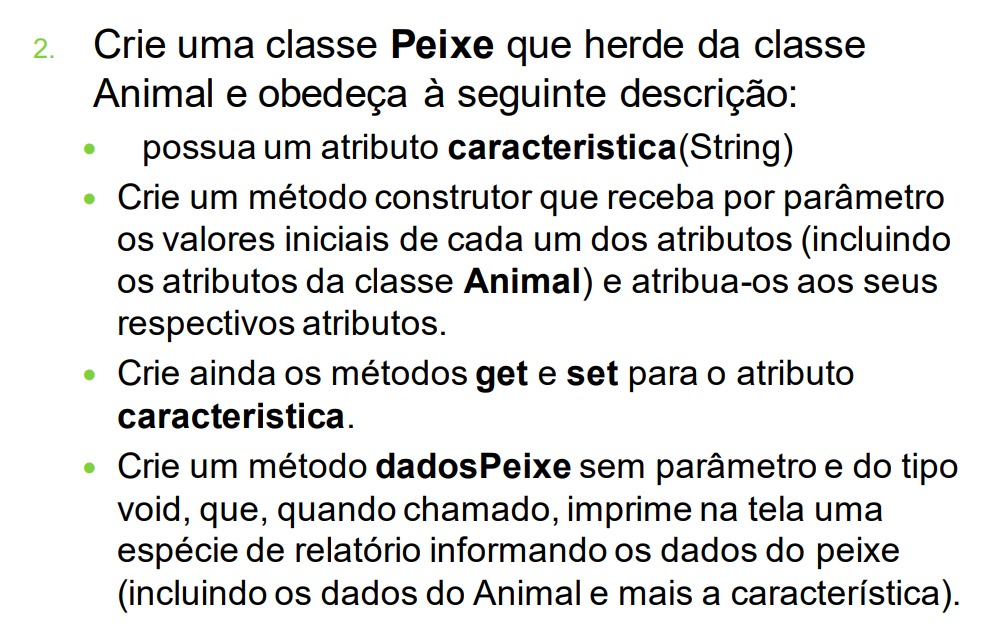 2. Crie uma classe Peixe que herde da classe
Animal e obedeça à seguinte descrição:
• possua um atributo caracteristica(String)
• Crie um método construtor que receba por parâmetro
os valores iniciais de cada um dos atributos (incluindo
os atributos da classe Animal) e atribua-os aos seus
respectivos atributos.
• Crie ainda os métodos get e set para o atributo
caracteristica.
• Crie um método dadosPeixe sem parâmetro e do tipo
void, que, quando chamado, imprime na tela uma
espécie de relatório informando os dados do peixe
(incluindo os dados do Animal e mais a característica).